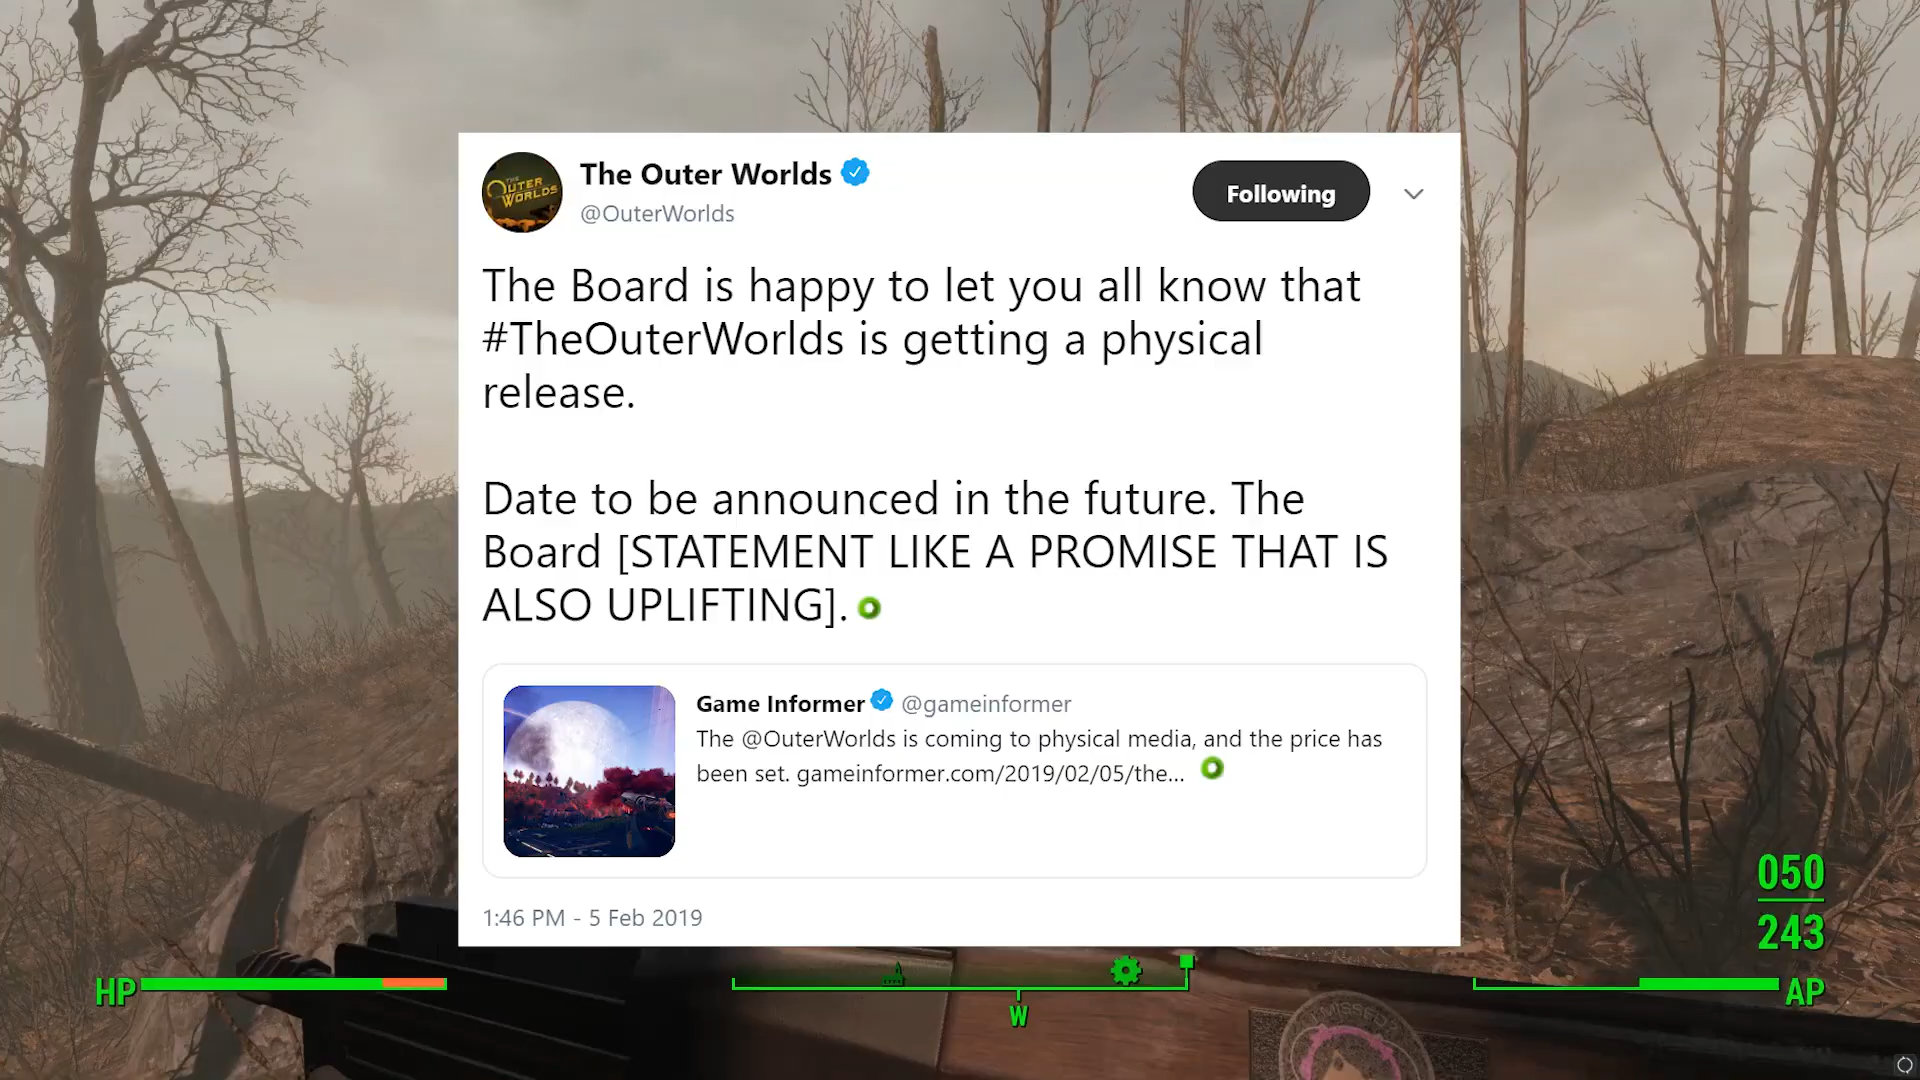 THE
OUTER
WORLDS
The Outer Worlds
@OuterWorlds
Following
The Board is happy to let you all know that
#TheOuterWorlds is getting a physical
release.
Date to be announced in the future. The
Board [STATEMENT LIKE A PROMISE THAT IS
ALSO UPLIFTING].
Game Informer @gameinformer
The @OuterWorlds is coming to physical media, and the price has
been set. gameinformer.com/2019/02/05/the...
1:46 PM - 5 Feb 2019
050
243
HP
W
AP